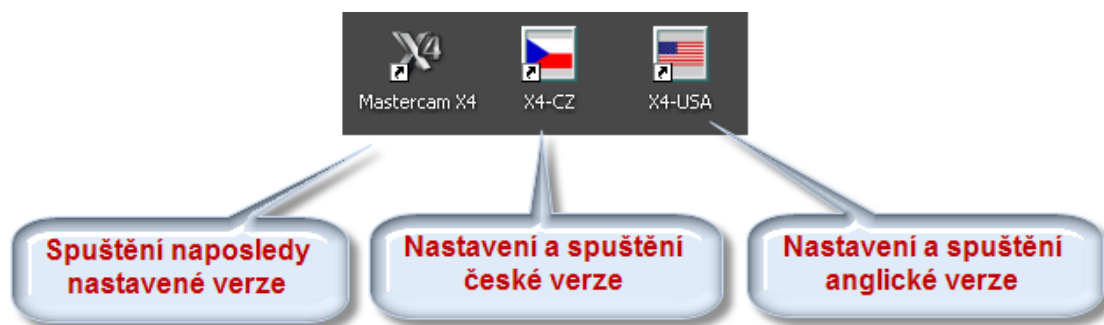 X4
Mastercam X4
X4-CZ
X4-USA
Spuštění naposledy
nastavené verze
Nastavení a spuštění
české verze
Nastavení a spuštění
anglické verze